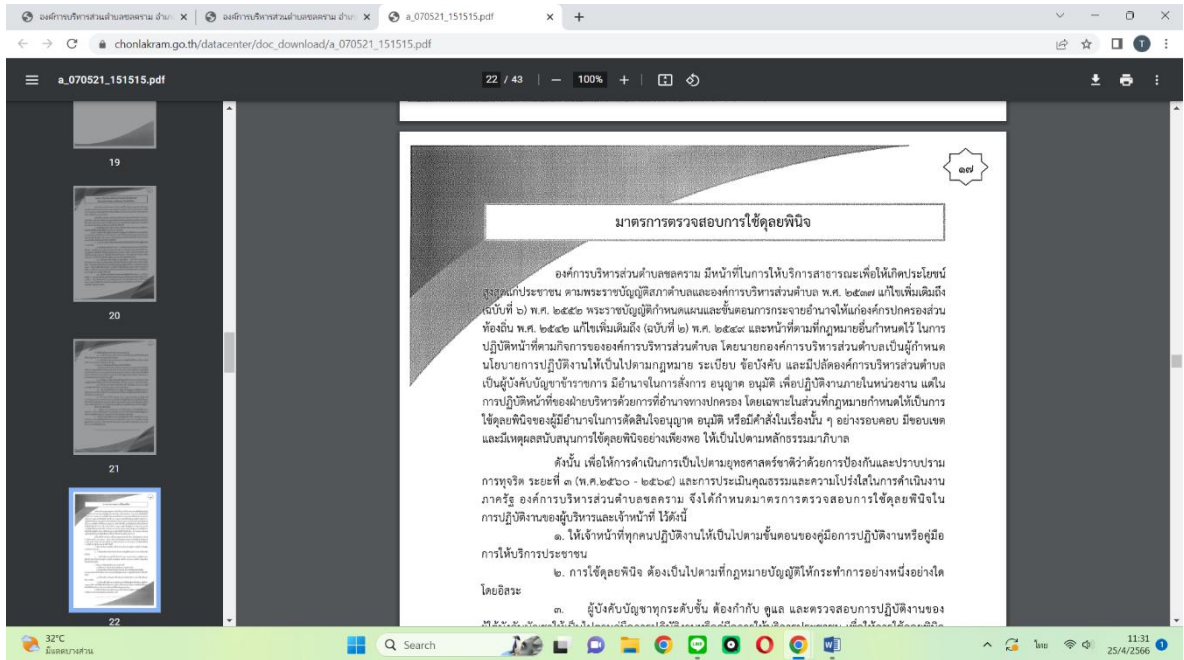 องค์การบริหารส่วนตำบลชลคราม อำเภ
องค์การบริหารส่วนตำบลชลคราม อำเภ
a_070521_151515.pdf
chonlakram.go.th/datacenter/doc_download/a_070521_151515.pdf
T
a_070521_151515.pdf
22 / 43
100%
19
20
21
22
๑๗
มาตรการตรวจสอบการใช้ดุลยพินิจ
องค์การบริหารส่วนตำบลชลคราม มีหน้าที่ในการให้บริการสาธารณะเพื่อให้เกิดประโยชน์
สูงสุดแก่ประชาชน ตามพระราชบัญญัติสภาตำบลและองค์การบริหารส่วนตำบล พ.ศ. ๒๕๓๗ แก้ไขเพิ่มเติมถึง
(ฉบับที่ ๖) พ.ศ. ๒๕๕๒ พระราชบัญญัติกำหนดแผนและขั้นตอนการกระจายอำนาจให้แก่องค์กรปกครองส่วน
ท้องถิ่น พ.ศ. ๒๕๔๒ แก้ไขเพิ่มเติมถึง (ฉบับที่ ๒) พ.ศ. ๒๕๔๙ และหน้าที่ตามที่กฎหมายอื่นกำหนดไว้ ในการ
ปฏิบัติหน้าที่ตามกิจการขององค์การบริหารส่วนตำบล โดยนายกองค์การบริหารส่วนตำบลเป็นผู้กำหนด
นโยบายการปฏิบัติงานให้เป็นไปตามกฎหมาย ระเบียบ ข้อบังคับ และมีปลัดองค์การบริหารส่วนตำบล
เป็นผู้บังคับบัญชาข้าราชการ มีอำนาจในการสั่งการ อนุญาต อนุมัติ เพื่อปฏิบัติงานภายในหน่วยงาน แต่ใน
การปฏิบัติหน้าที่ของฝ่ายบริหารด้วยการที่อำนาจทางปกครอง โดยเฉพาะในส่วนที่กฎหมายกำหนดให้เป็นการ
ใช้ดุลยพินิจของผู้มีอำนาจในการตัดสินใจอนุญาต อนุมัติ หรือมีคำสั่งในเรื่องนั้น ๆ อย่างรอบคอบ มีขอบเขต
และมีเหตุผลสนับสนุนการใช้ดุลยพินิจอย่างเพียงพอ ให้เป็นไปตามหลักธรรมมาภิบาล
ดังนั้น เพื่อให้การดำเนินการเป็นไปตามยุทธศาสตร์ชาติว่าด้วยการป้องกันและปราบปราม
การทุจริต ระยะที่ ๓ (พ.ศ.๒๕๖๐ - ๒๕๖๔) และการประเมินคุณธรรมและความโปร่งใสในการดำเนินงาน
ภาครัฐ องค์การบริหารส่วนตำบลชลคราม จึงได้กำหนดมาตรการตรวจสอบการใช้ดุลยพินิจใน
การปฏิบัติงานของผู้บริหารและเจ้าหน้าที่ ไว้ดังนี้
๑. ให้เจ้าหน้าที่ทุกคนปฏิบัติงานให้เป็นไปตามขั้นตอนของคู่มือการปฏิบัติงานหรือคู่มือ
การให้บริการประชาชน
๒. การใช้ดุลยพินิจ ต้องเป็นไปตามที่กฎหมายบัญญัติให้กระทำการอย่างหนึ่งอย่างใด
โดยอิสระ
๓. ผู้บังคับบัญชาทุกระดับชั้น ต้องกำกับ ดูแล และตรวจสอบการปฏิบัติงานของ
32°C
มีแดดบางส่วน
Search
ไทย
11:31
25/4/2566
1